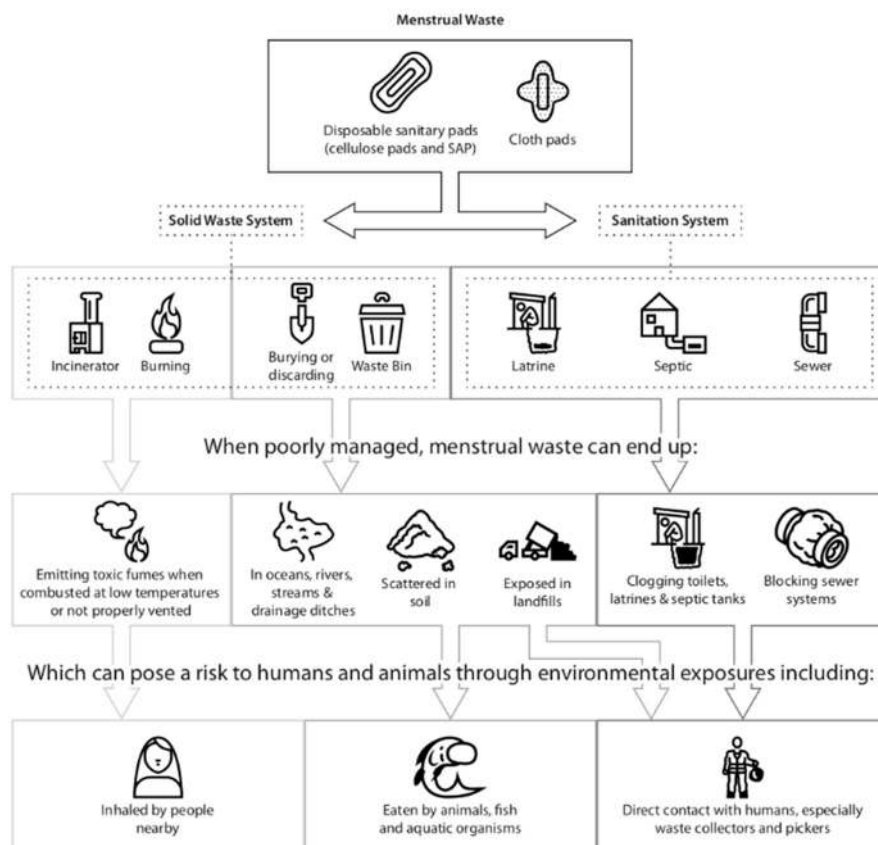 Menstrual Waste
Disposable sanitary pads
(cellulose pads and SAP)
Cloth pads
Solid Waste System
Sanitation System
Incinerator
Burning
Burying or
discarding
Waste Bin
Latrine
Septic
Sewer
When poorly managed, menstrual waste can end up:
Emitting toxic fumes when
combusted at low temperatures
or not properly vented
In oceans, rivers,
streams &
drainage ditches
Scattered in
soil
Exposed in
landfills
Clogging toilets,
latrines & septic tanks
Blocking sewer
systems
Which can pose a risk to humans and animals through environmental exposures including:
Inhaled by people
nearby
Eaten by animals, fish
and aquatic organisms
Direct contact with humans, especially
waste collectors and pickers